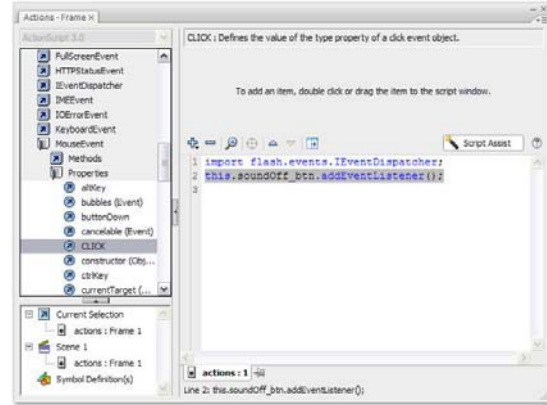 Actions - Frame ×
ActionScript 3.0
FullScreenEvent
HTTPStatusEvent
IEventDispatcher
IMEEvent
IOErrorEvent
KeyboardEvent
MouseEvent
Methods
Properties
altKey
bubbles (Event)
buttonDown
cancelable (Event)
CLICK
constructor (Obj...
ctrlKey
currentTarget (...
Current Selection
actions : Frame 1
Scene 1
actions : Frame 1
Symbol Definition(s)
CLICK : Defines the value of the type property of a click event object.
To add an item, double click or drag the item to the script window.
Script Assist
1 import flash.events.IEventDispatcher;
2 this.soundOff_btn.addEventListener();
3
actions : 1
Line 2: this.soundOff_btn.addEventListener();